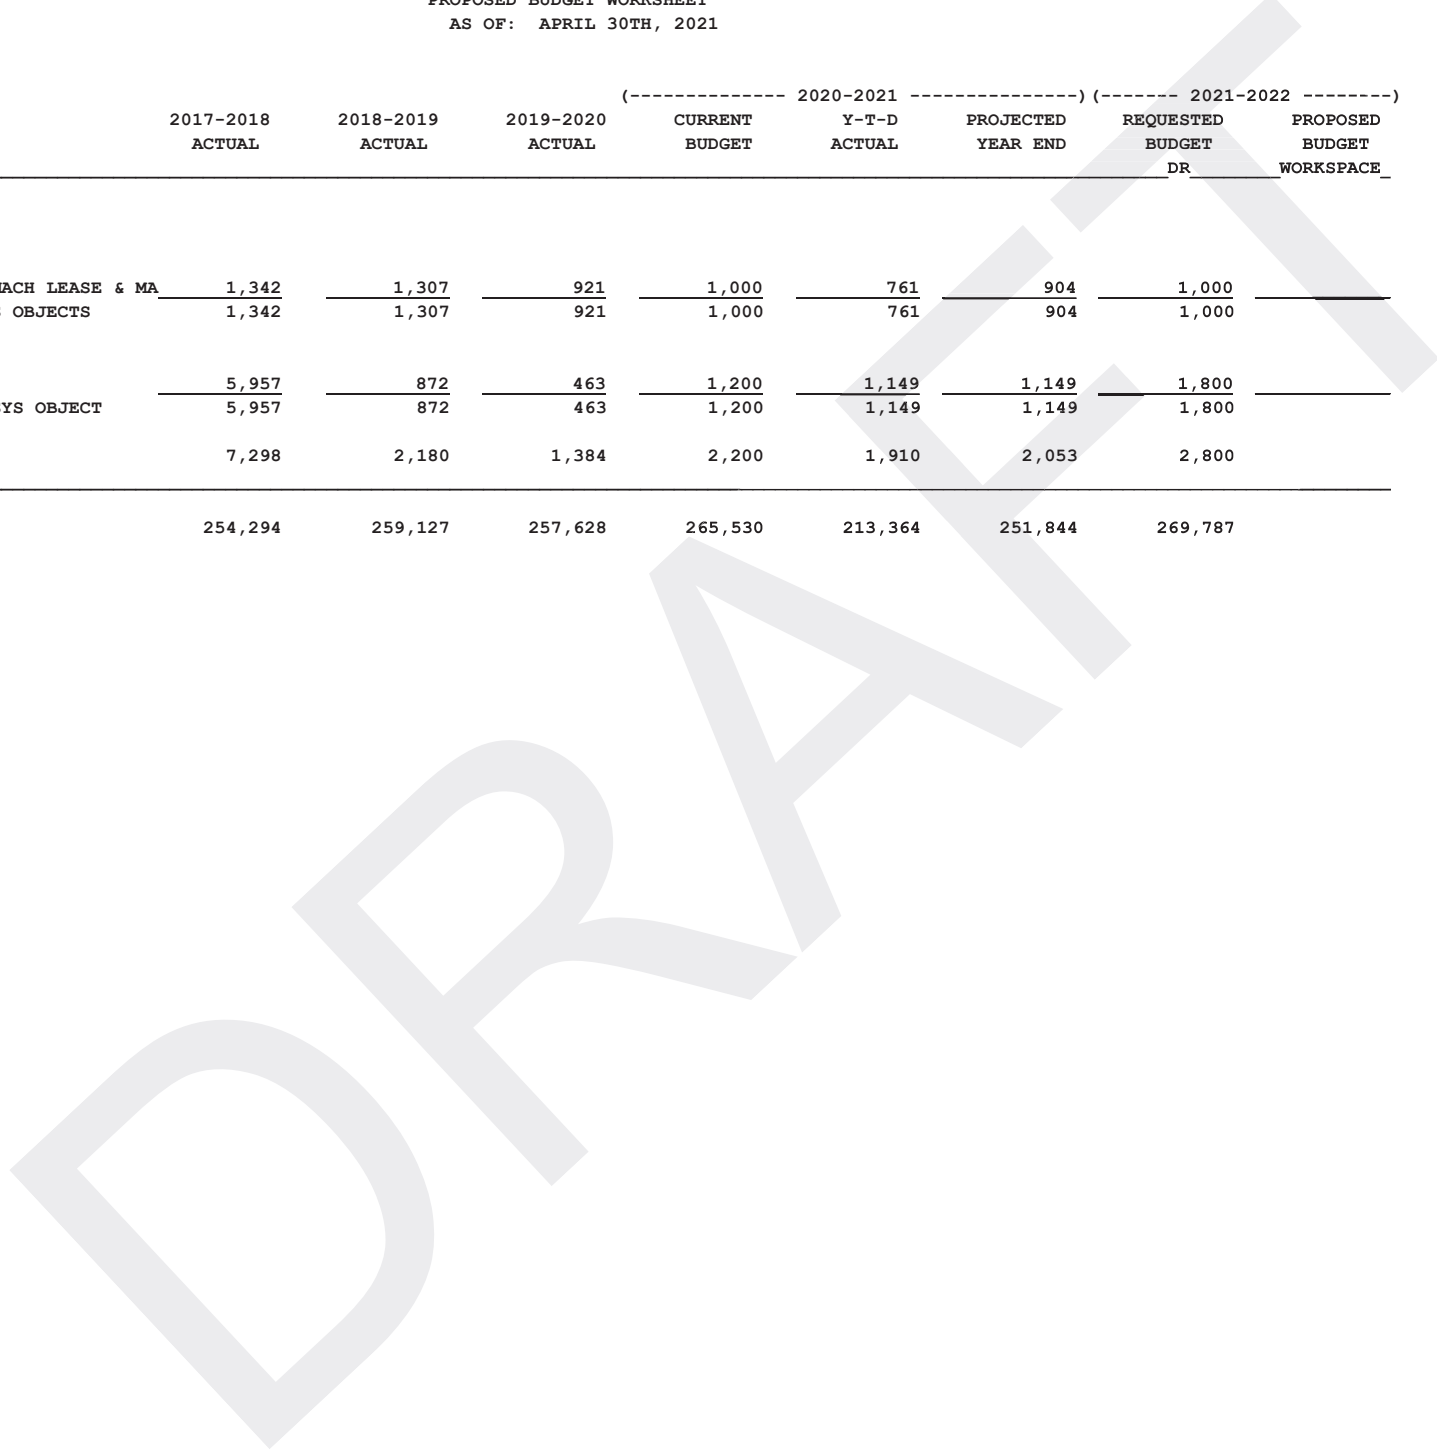 PROPOSED BUDGET WORKSHEET
AS OF: APRIL 30TH, 2021
(-------------- 2020-2021 ---------------)(------- 2021-2022 --------)
2017-2018 2018-2019 2019-2020 CURRENT Y-T-D PROJECTED REQUESTED PROPOSED
ACTUAL ACTUAL ACTUAL BUDGET ACTUAL YEAR END BUDGET BUDGET
DR WORKSPACE
MACH LEASE & MA 1,342 1,307 921 1,000 761 904 1,000
OBJECTS 1,342 1,307 921 1,000 761 904 1,000
5,957 872 463 1,200 1,149 1,149 1,800
SYS OBJECT 5,957 872 463 1,200 1,149 1,149 1,800
7,298 2,180 1,384 2,200 1,910 2,053 2,800
254,294 259,127 257,628 265,530 213,364 251,844 269,787
DRAFT